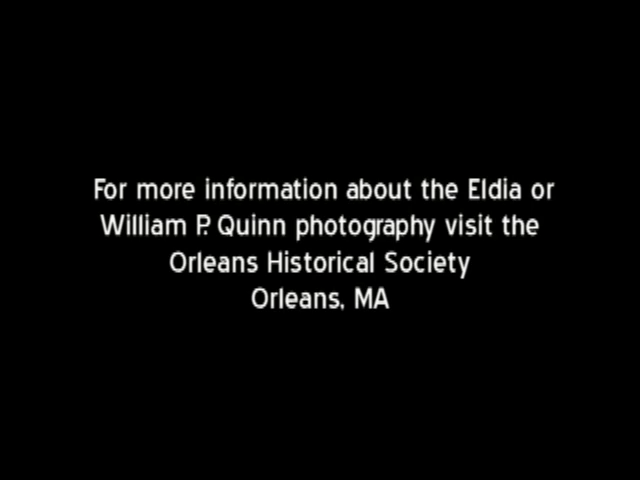 For more information about the Eldia or
William P. Quinn photography visit the
Orleans Historical Society
Orleans, MA